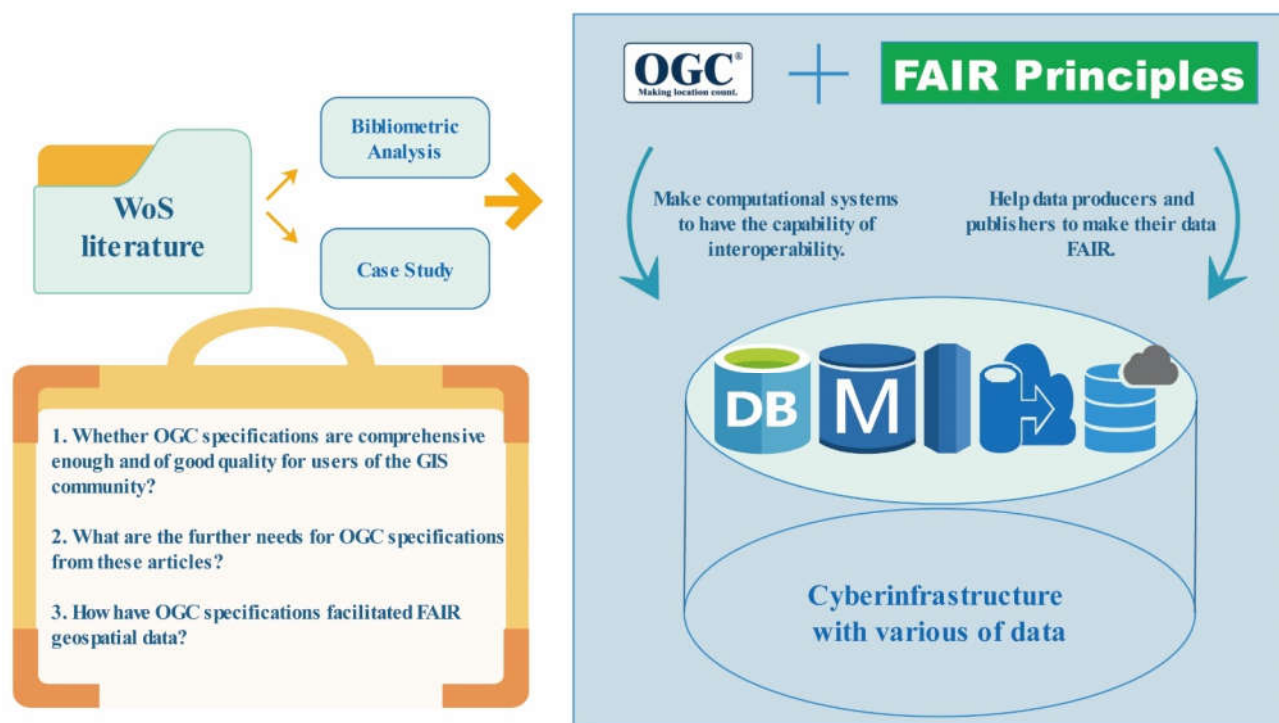 WoS
literature
Bibliometric
Analysis
Case Study
1. Whether OGC specifications are comprehensive
enough and of good quality for users of the GIS
community?
2. What are the further needs for OGC specifications
from these articles?
3. How have OGC specifications facilitated FAIR
geospatial data?
OGC®
Making location count.
+
FAIR Principles
Make computational systems
to have the capability of
interoperability.
Help data producers and
publishers to make their data
FAIR.
DB
M
Cyberinfrastructure
with various of data